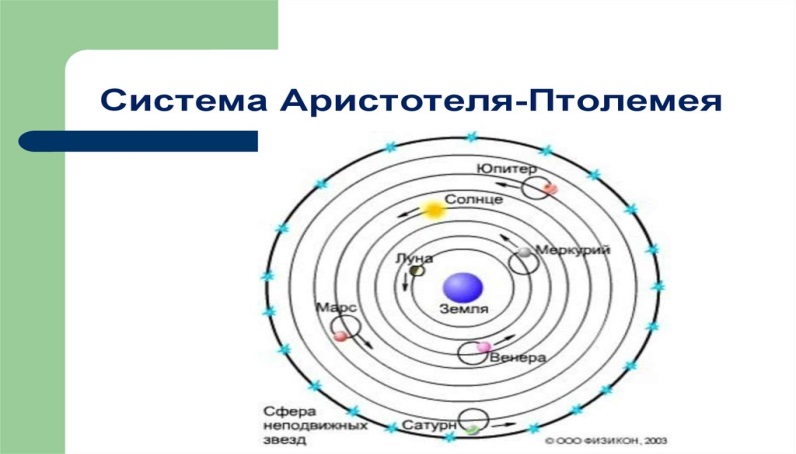 Система Аристотеля-Птолемея
Юпитер
Солнце
Меркурий
Луна
Марс
Земля
Венера
Сфера
неподвижных
звезд
Сатурн
© ООО ФИЗИКОН, 2003